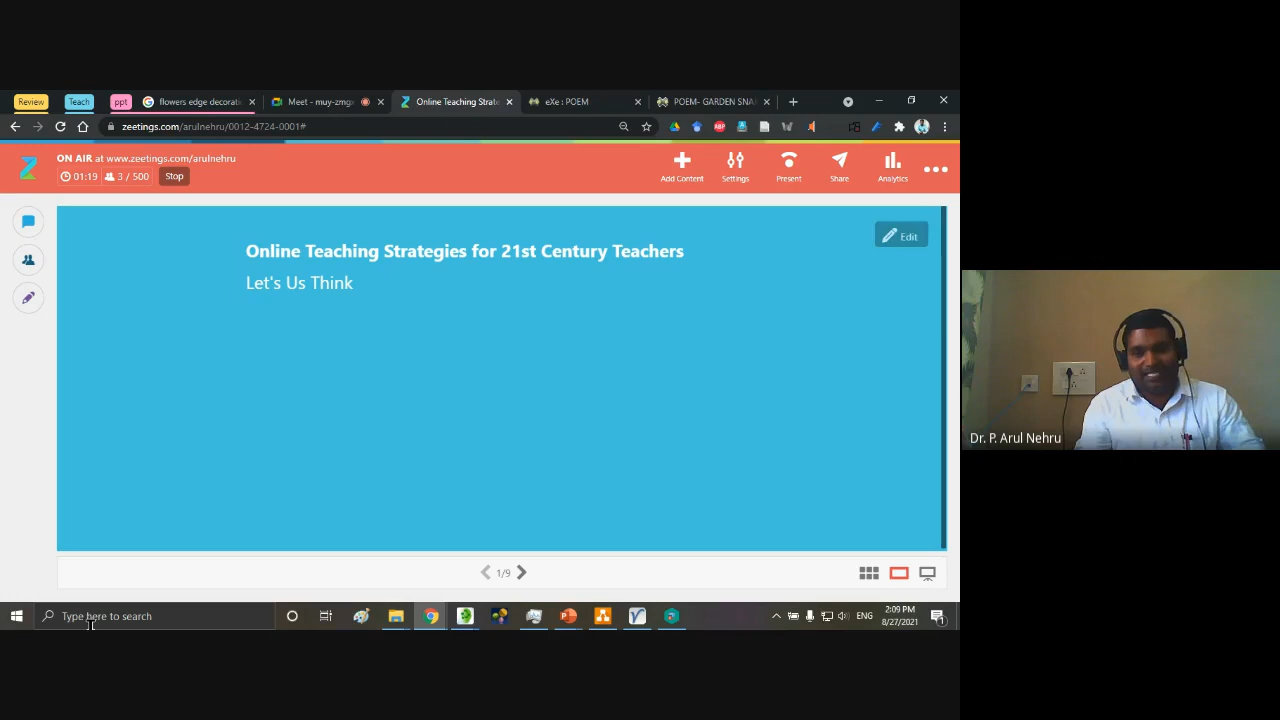 Review
Teach
ppt
flowers edge decorati
Meet - muy-zmgx
Online Teaching Strate
eXe : POEM
POEM- GARDEN SNA
zeetings.com/arulnehru/0012-4724-0001#
ABP
ON AIR at www.zeetings.com/arulnehru
01:19
3 / 500
Stop
Add Content
Settings
Present
Share
Analytics
Online Teaching Strategies for 21st Century Teachers
Let's Us Think
Edit
1/9
Dr. P. Arul Nehru
Type here to search
ENG
2:09 PM
8/27/2021
1